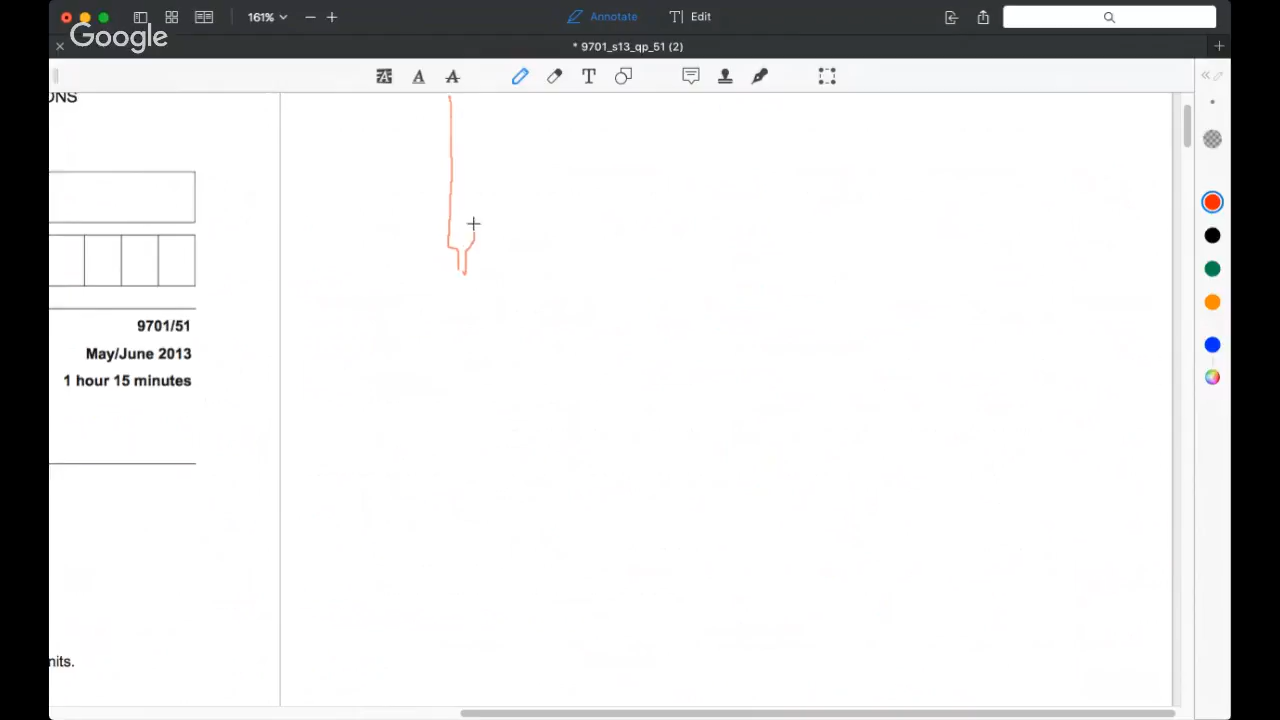 161%
Annotate
T Edit
Google
* 9701_s13_qp_51 (2)
A A A T
ONS
9701/51
May/June 2013
1 hour 15 minutes
nits.